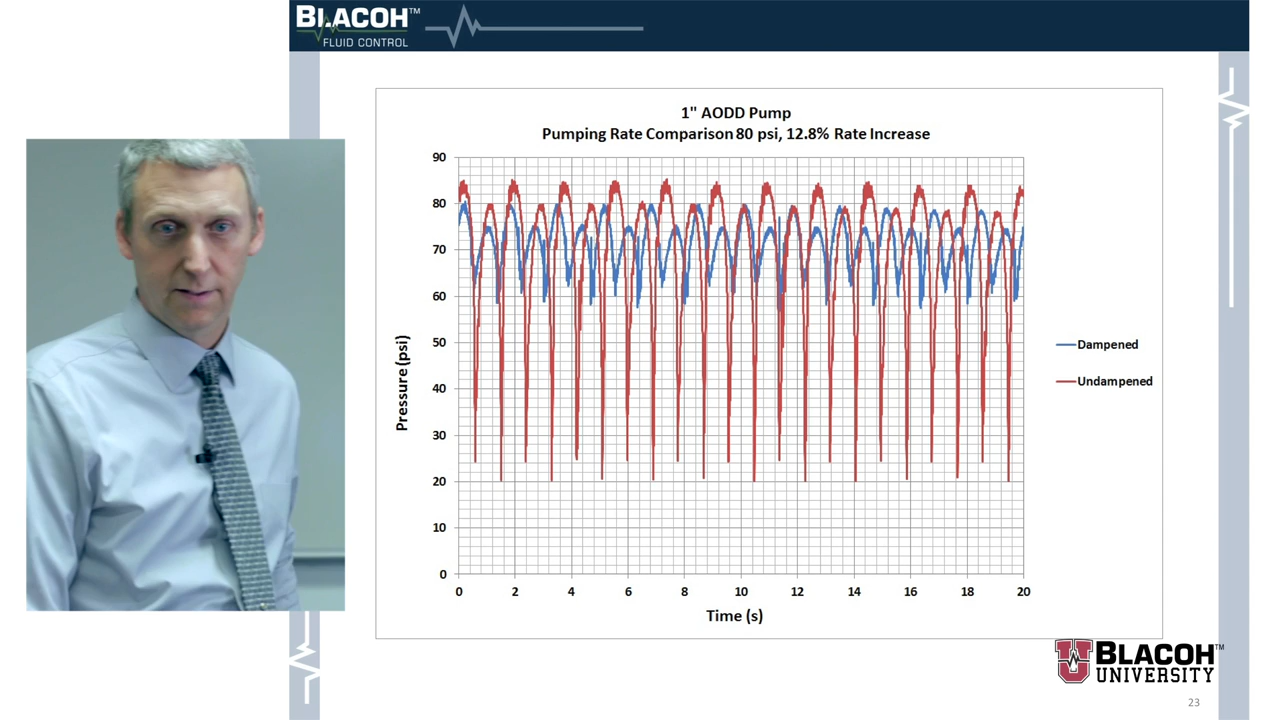 BLACOH™
FLUID CONTROL
1" AODD Pump
Pumping Rate Comparison 80 psi, 12.8% Rate Increase
90
80
70
60
50
40
30
20
10
0
Pressure (psi)
0 2 4 6 8 10 12 14 16 18 20
Time (s)
Dampened
Undampened
U BLACOH™
UNIVERSITY
23